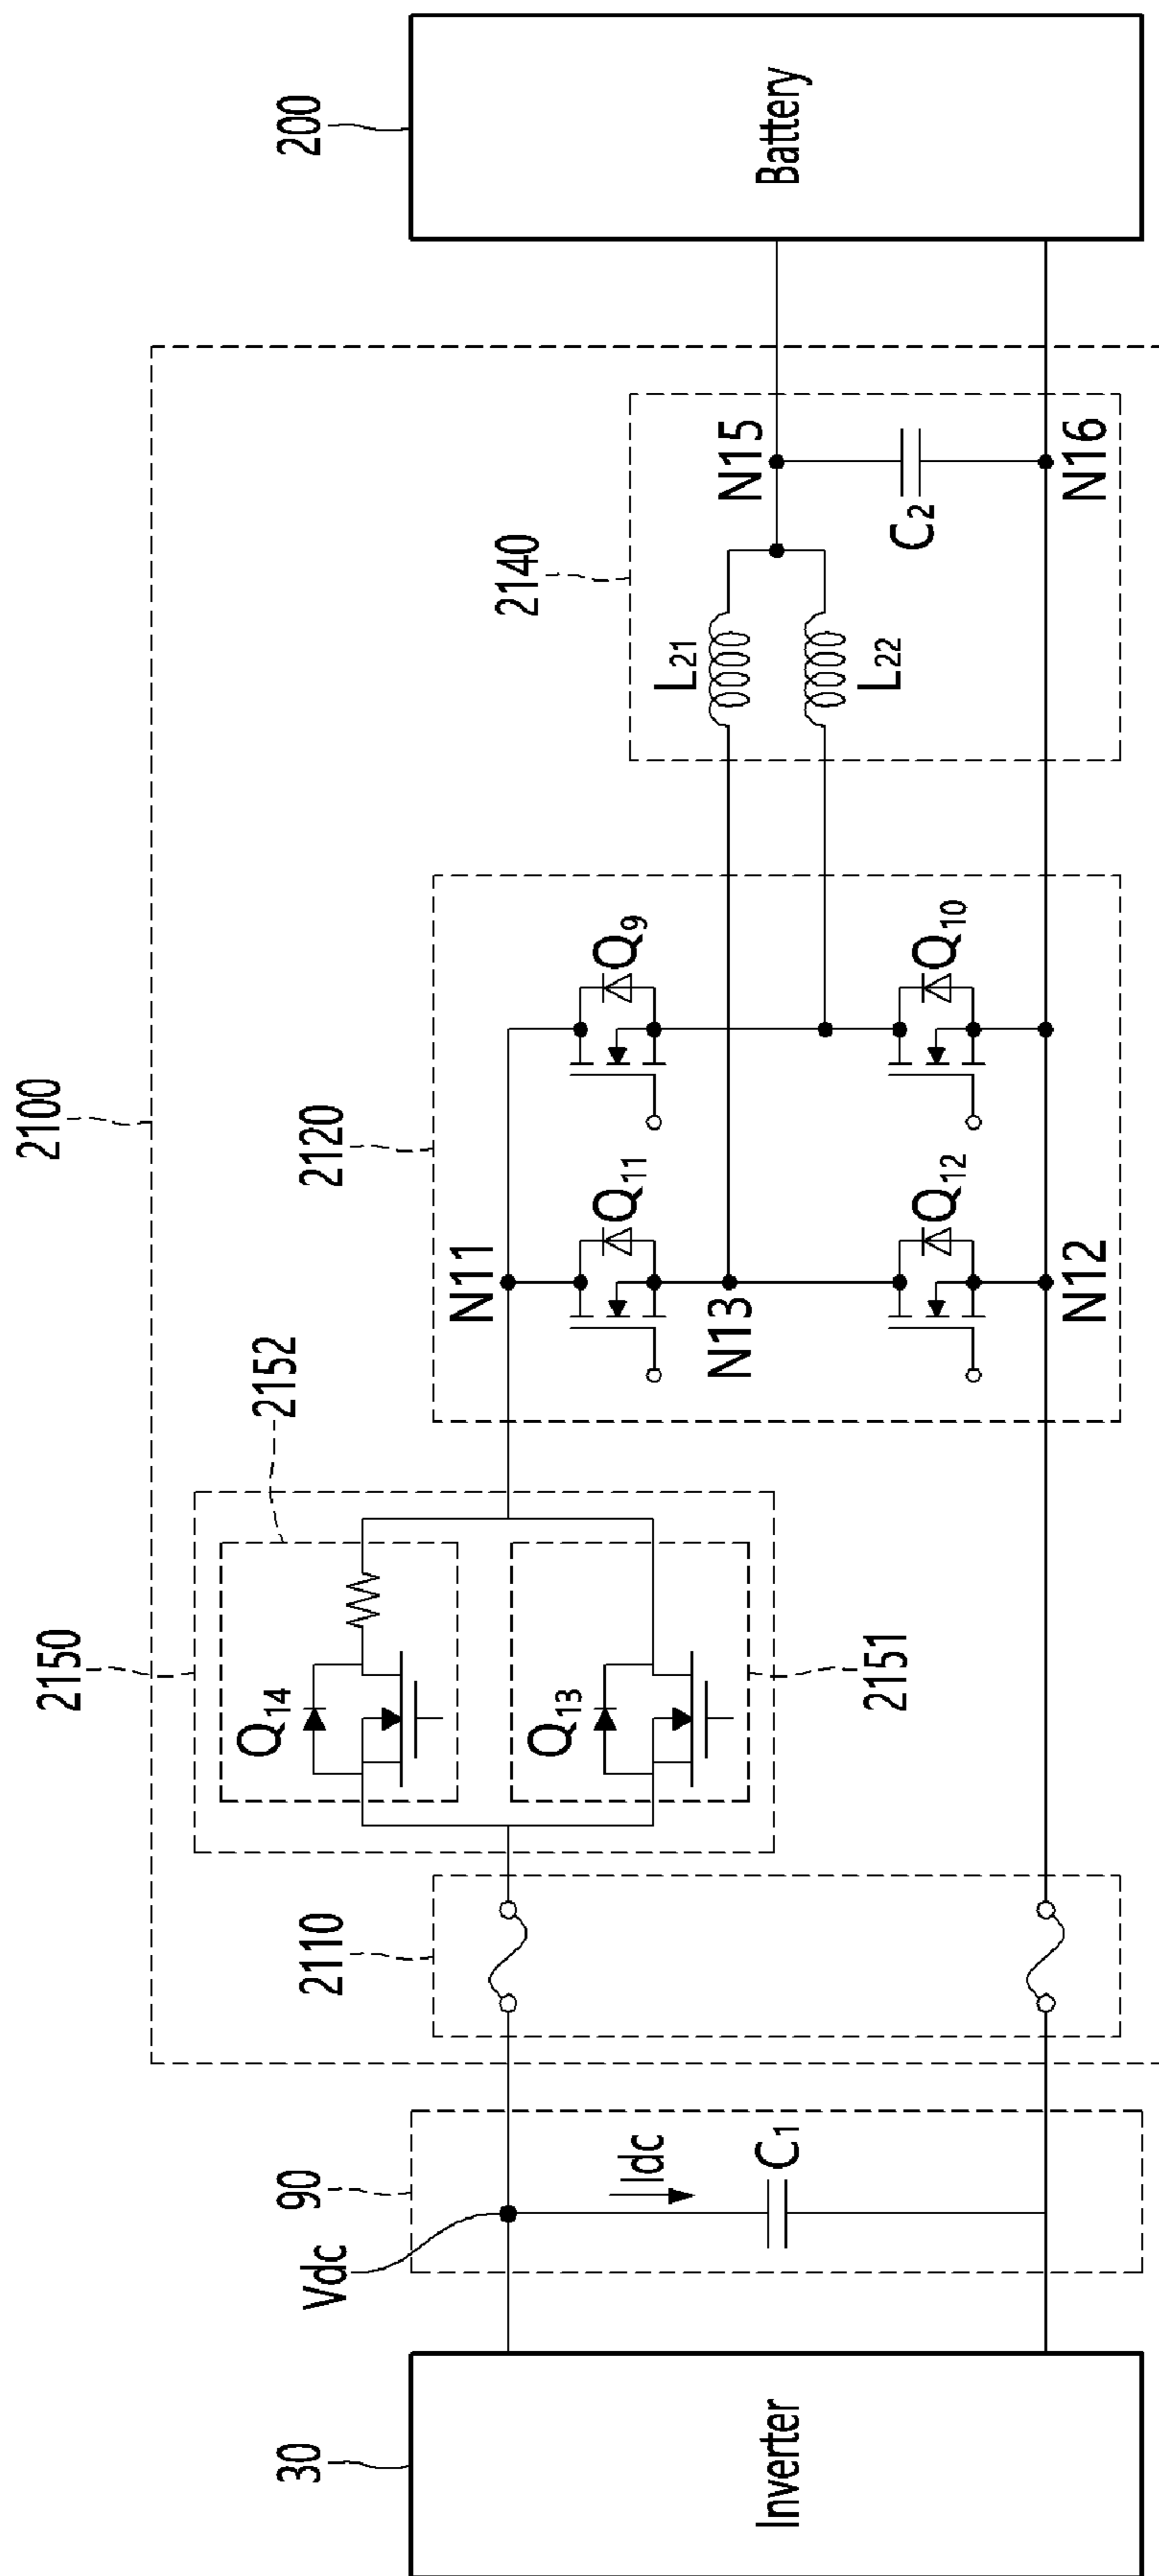 2100
2150
2152
2120
2140
200
30
90
2110
Vdc
Idc
C1
Q14
Q13
2151
N11
Q11
Q9
N13
Q12
Q10
N12
L21
L22
N15
C2
N16
Inverter
Battery